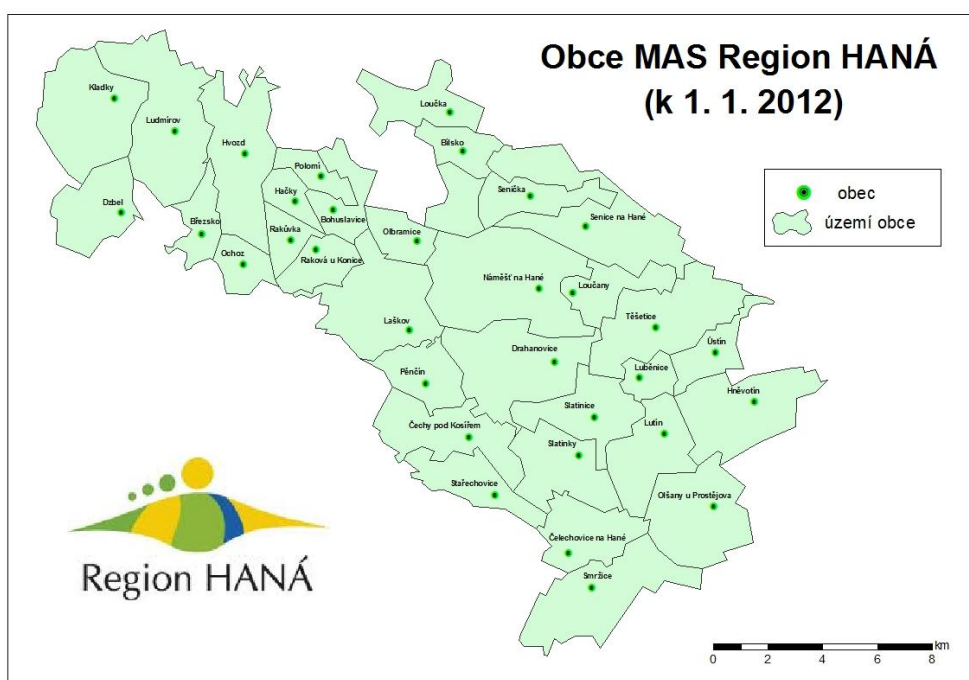 Obce MAS Region HANÁ
(k 1. 1. 2012)
obec
území obce
Kladky
Ludmírov
Hvozd
Loučka
Bílsko
Polomí
Hačky
Bohuslavice
Senička
Dzbel
Březsko
Rakůvka
Olbramice
Senice na Hané
Ochoz
Raková u Konice
Náměšť na Hané
Loučany
Laškov
Těšetice
Drahanovice
Ústín
Pěnčín
Luběnice
Hněvotín
Slatinice
Čechy pod Kosířem
Lutín
Slatinky
Stařechovice
Olšany u Prostějova
Čelechovice na Hané
Smržice
Region HANÁ
km
0 2 4 6 8